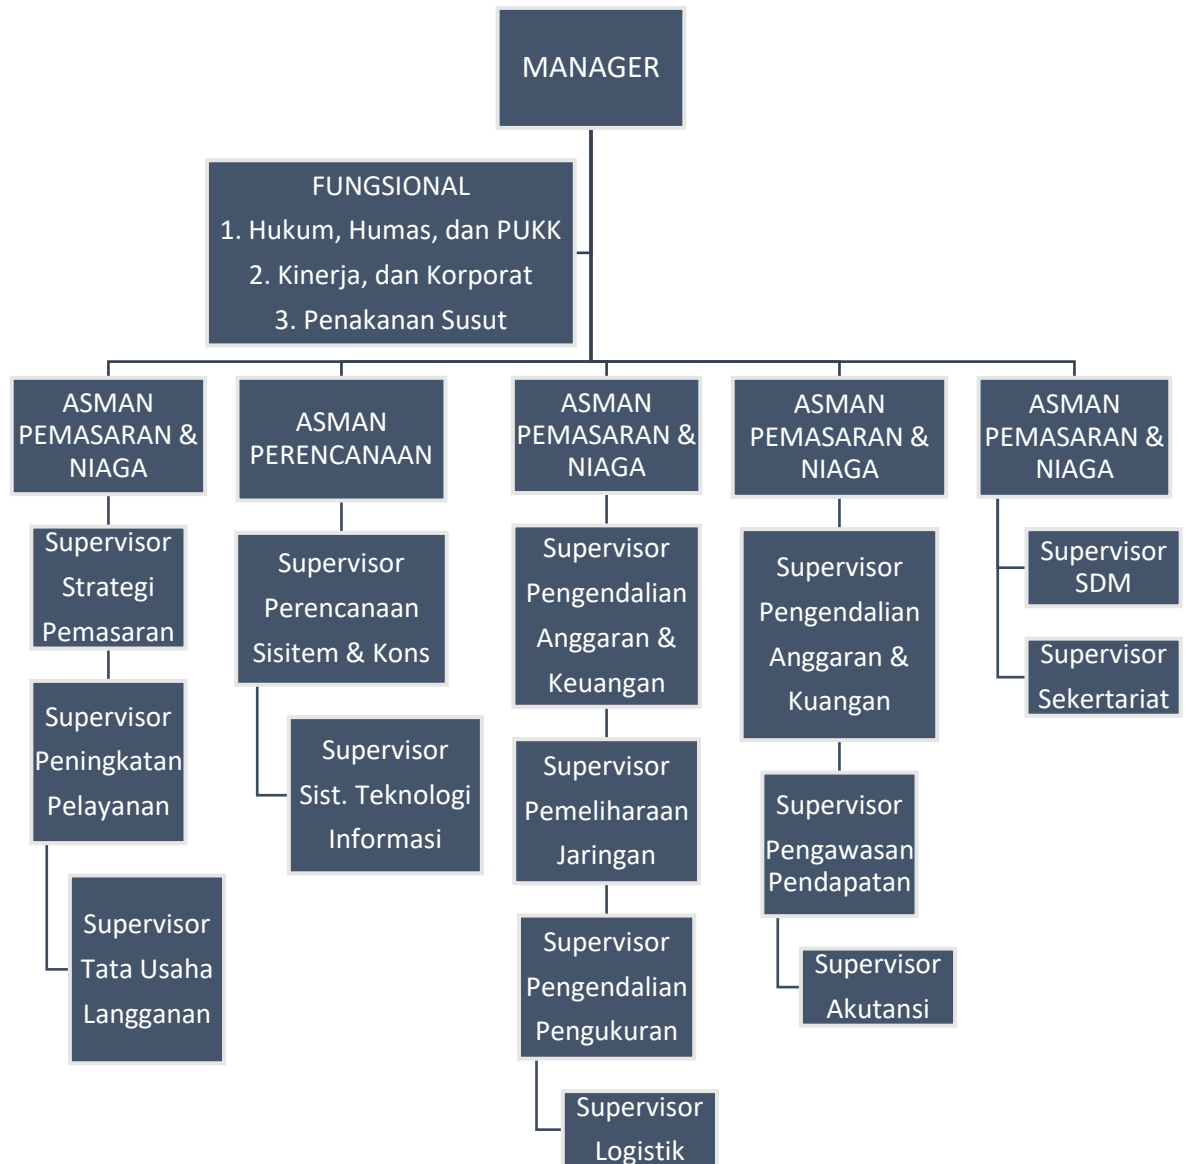 MANAGER
FUNGSIONAL
1. Hukum, Humas, dan PUKK
2. Kinerja, dan Korporat
3. Penakanan Susut
ASMAN
PEMASARAN &
NIAGA
ASMAN
PERENCANAAN
ASMAN
PEMASARAN &
NIAGA
ASMAN
PEMASARAN &
NIAGA
ASMAN
PEMASARAN &
NIAGA
Supervisor
Strategi
Pemasaran
Supervisor
Peningkatan
Pelayanan
Supervisor
Tata Usaha
Langganan
Supervisor
Perencanaan
Sisitem & Kons
Supervisor
Sist. Teknologi
Informasi
Supervisor
Pengendalian
Anggaran &
Keuangan
Supervisor
Pemeliharaan
Jaringan
Supervisor
Pengendalian
Pengukuran
Supervisor
Logistik
Supervisor
Pengendalian
Anggaran &
Kuangan
Supervisor
Pengawasan
Pendapatan
Supervisor
Akutansi
Supervisor
SDM
Supervisor
Sekertariat